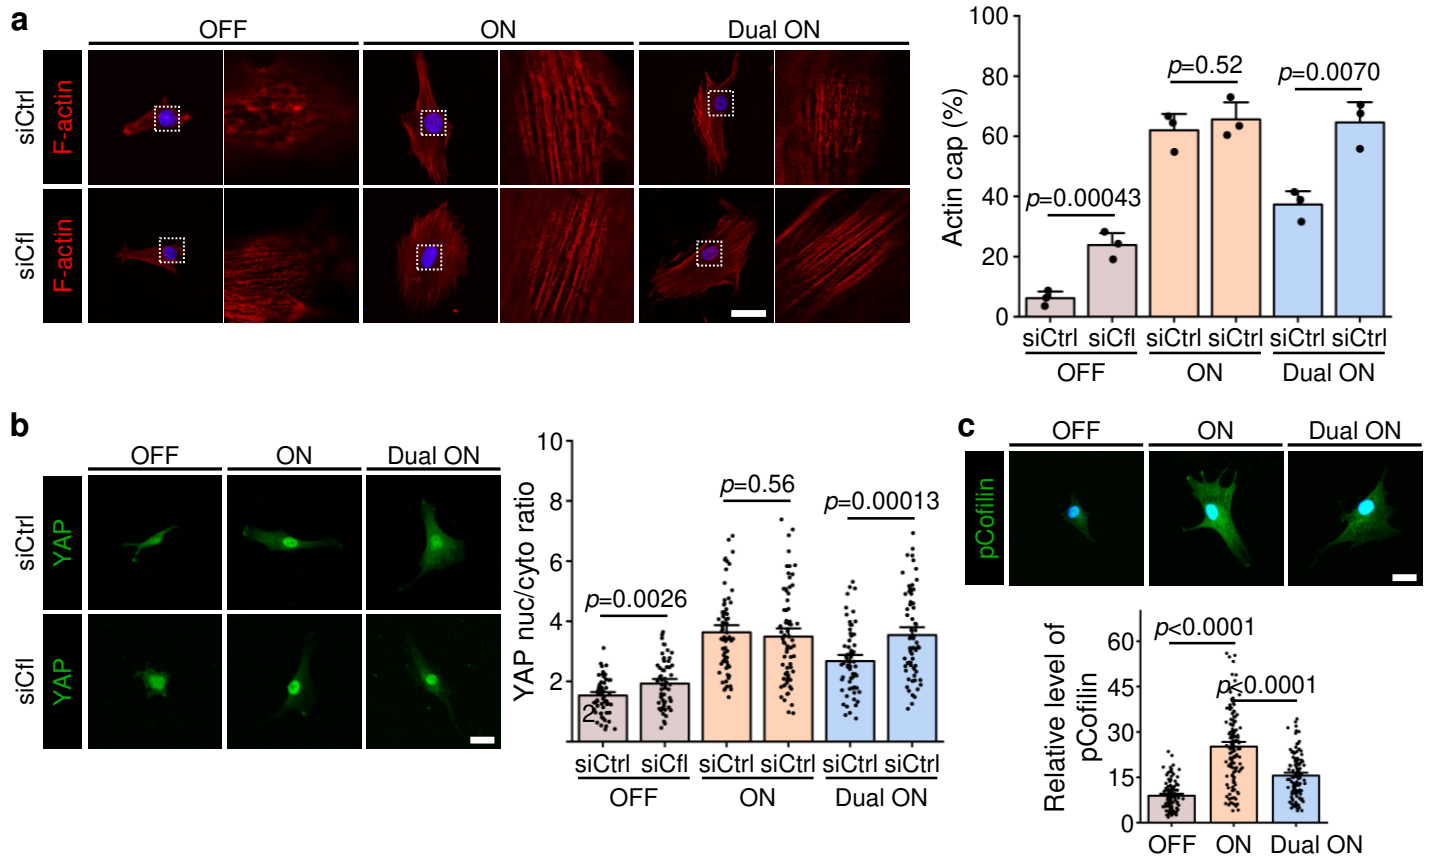 a
OFF ON Dual ON
siCtrl
F-actin
siCfl
F-actin
Actin cap (%)
100
80
60
40
20
0
p=0.00043
p=0.52
p=0.0070
siCtrl siCfl siCtrl siCtrl siCtrl siCtrl
OFF ON Dual ON
b
OFF ON Dual ON
siCtrl
YAP
siCfl
YAP
YAP nuc/cyto ratio
10
8
6
4
2
2
p=0.0026
p=0.56
p=0.00013
siCtrl siCfl siCtrl siCtrl siCtrl siCtrl
OFF ON Dual ON
c
OFF ON Dual ON
pCofilin
Relative level of
pCofilin
60
45
30
15
0
p<0.0001
p<0.0001
OFF ON Dual ON